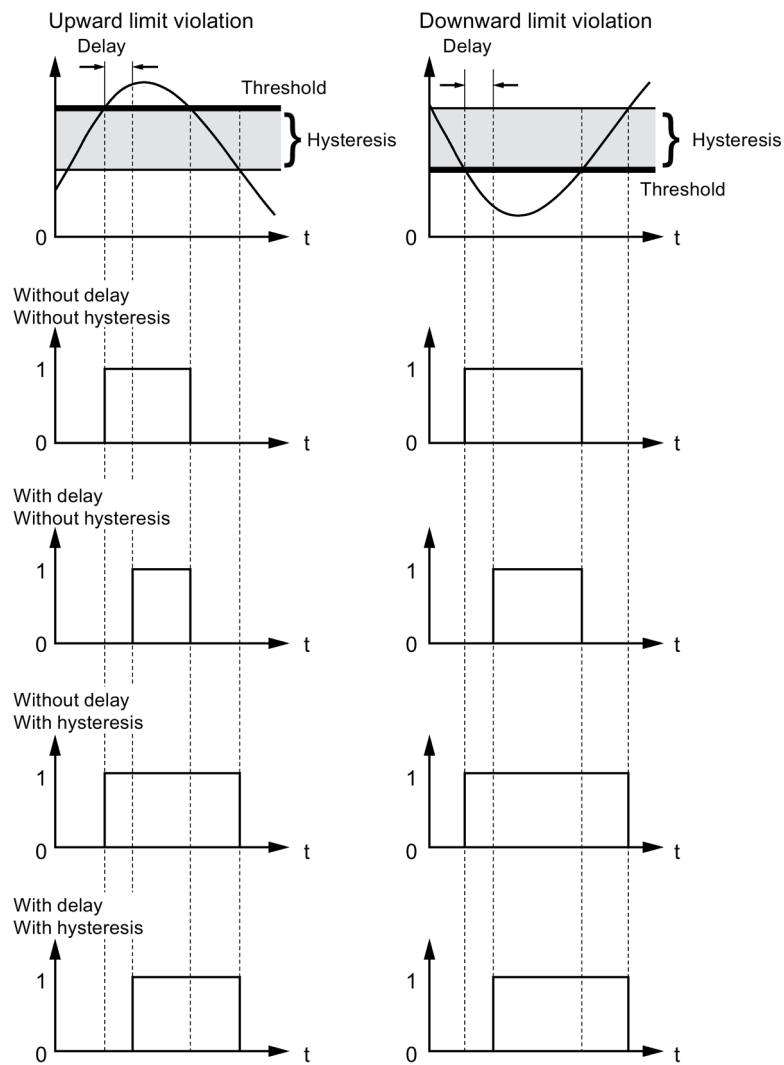 Upward limit violation
Delay
Threshold
Hysteresis
0
t
Downward limit violation
Delay
Hysteresis
Threshold
0
t
Without delay
Without hysteresis
1
0
t
1
0
t
With delay
Without hysteresis
1
0
t
1
0
t
Without delay
With hysteresis
1
0
t
1
0
t
With delay
With hysteresis
1
0
t
1
0
t